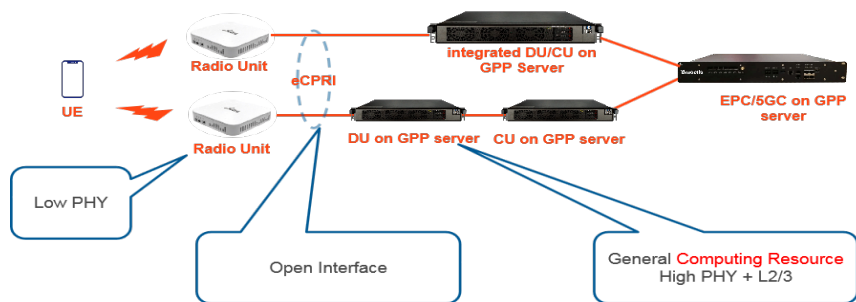 integrated DU/CU on
GPP Server
Radio Unit
eCPRI
UE
EPC/5GC on GPP
server
DU on GPP server
CU on GPP server
Radio Unit
Low PHY
Open Interface
General Computing Resource
High PHY + L2/3